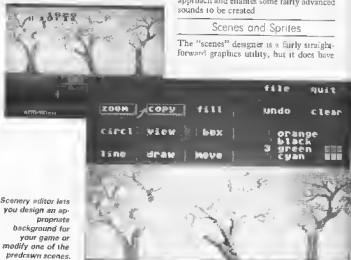 approach and enables some fairly advanced
sounds to be created
Scenes and Sprites
The "scenes" designer is a fairly straight-
forward graphics utility, but it does have
file quit
zoom copy fill undo clear
circl view box orange
black
line draw move 3 green
cyan
Scenery editor lets
you design an ap-
propriate
background for
your game or
modify one of the
predrawn scenes.